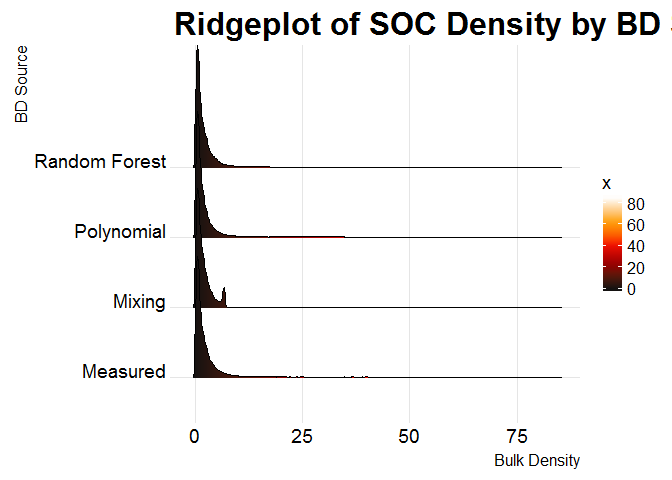 Ridgeplot of SOC Density by BD
BD Source
Random Forest
Polynomial
Mixing
Measured
0
25
50
75
Bulk Density
x
80
60
40
20
0